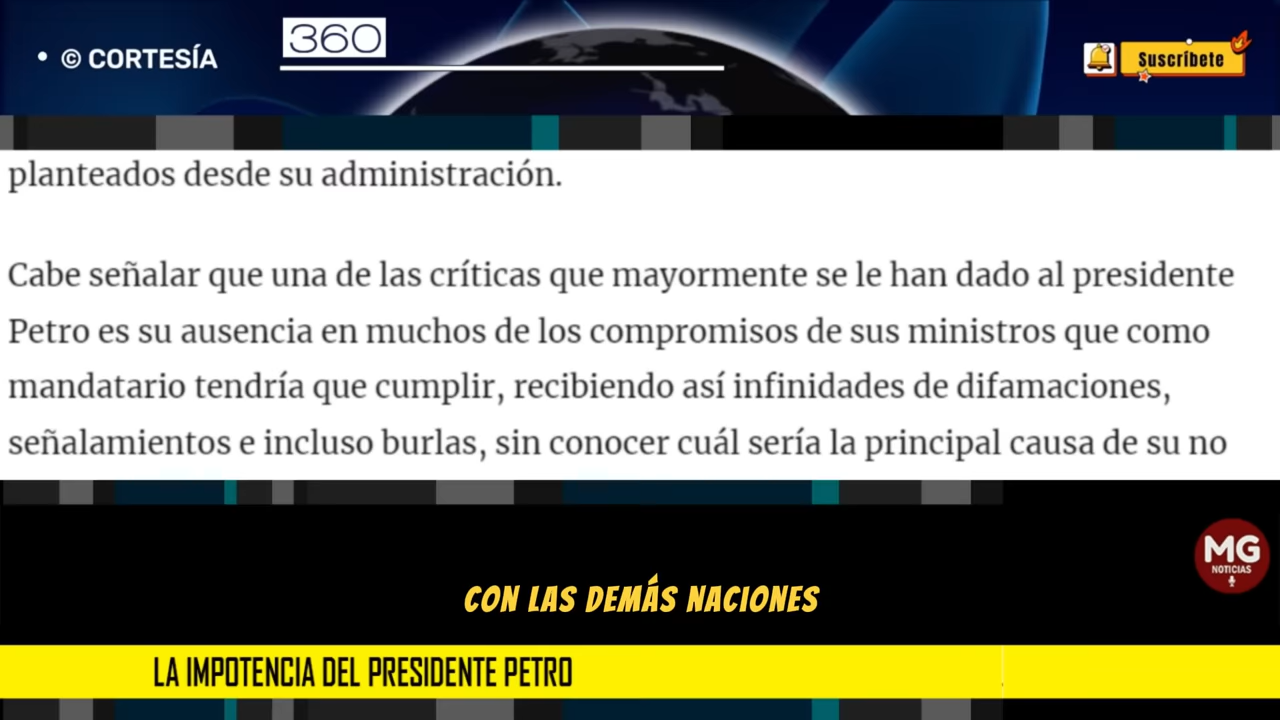 © CORTESÍA
360
Suscríbete
planteados desde su administración.
Cabe señalar que una de las críticas que mayormente se le han dado al presidente
Petro es su ausencia en muchos de los compromisos de sus ministros que como
mandatario tendría que cumplir, recibiendo así infinidades de difamaciones,
señalamientos e incluso burlas, sin conocer cuál sería la principal causa de su no
MG
NOTICIAS
CON LAS DEMÁS NACIONES
LA IMPOTENCIA DEL PRESIDENTE PETRO